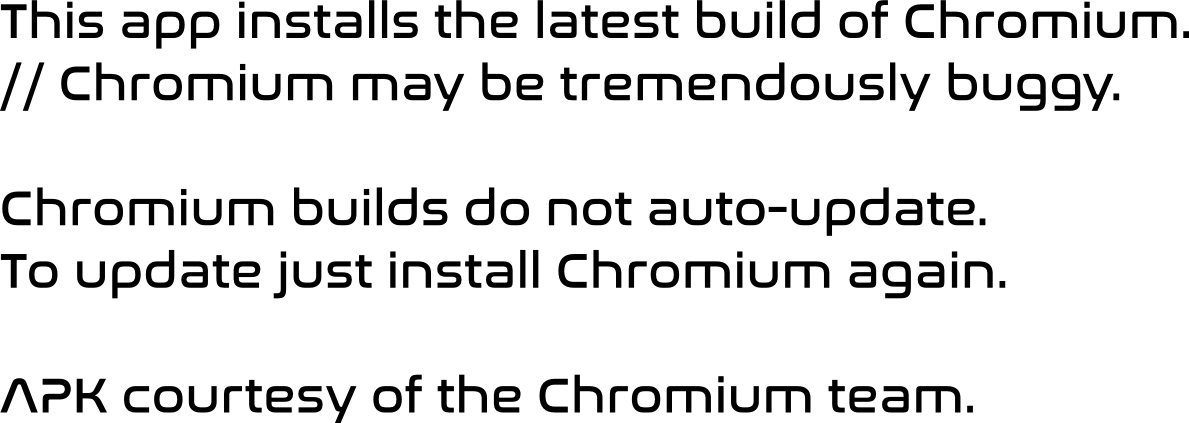 This app installs the latest build of Chromium.
// Chromium may be tremendously buggy.
Chromium builds do not auto-update.
To update just install Chromium again.
APK courtesy of the Chromium team.